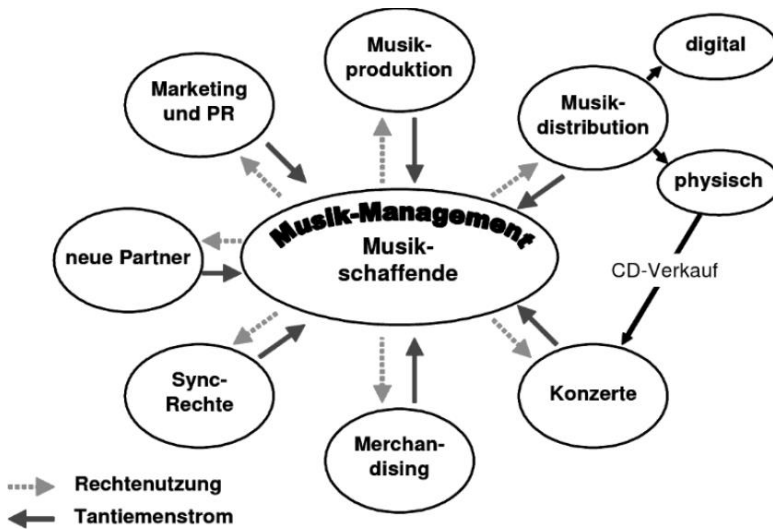 Musik-
produktion
digital
Marketing
und PR
Musik-
distribution
physisch
Musik-Management
Musik-
schaffende
neue Partner
CD-Verkauf
Sync-
Rechte
Merchan-
dising
Konzerte
Rechtenutzung
Tantiemenstrom